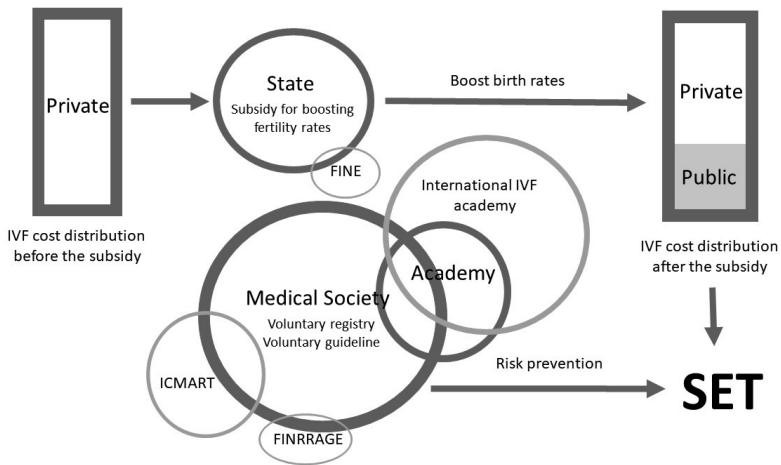 Private
IVF cost distribution
before the subsidy
State
Subsidy for boosting
fertility rates
FINE
Boost birth rates
Private
Public
IVF cost distribution
after the subsidy
International IVF
academy
Academy
Medical Society
Voluntary registry
Voluntary guideline
ICMART
FINRRAGE
Risk prevention
SET